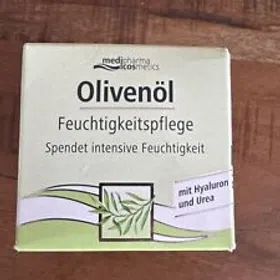 medipharma
cosmetics
Olivenöl
Feuchtigkeitspflege
Spendet intensive Feuchtigkeit
mit Hyaluron
und Urea